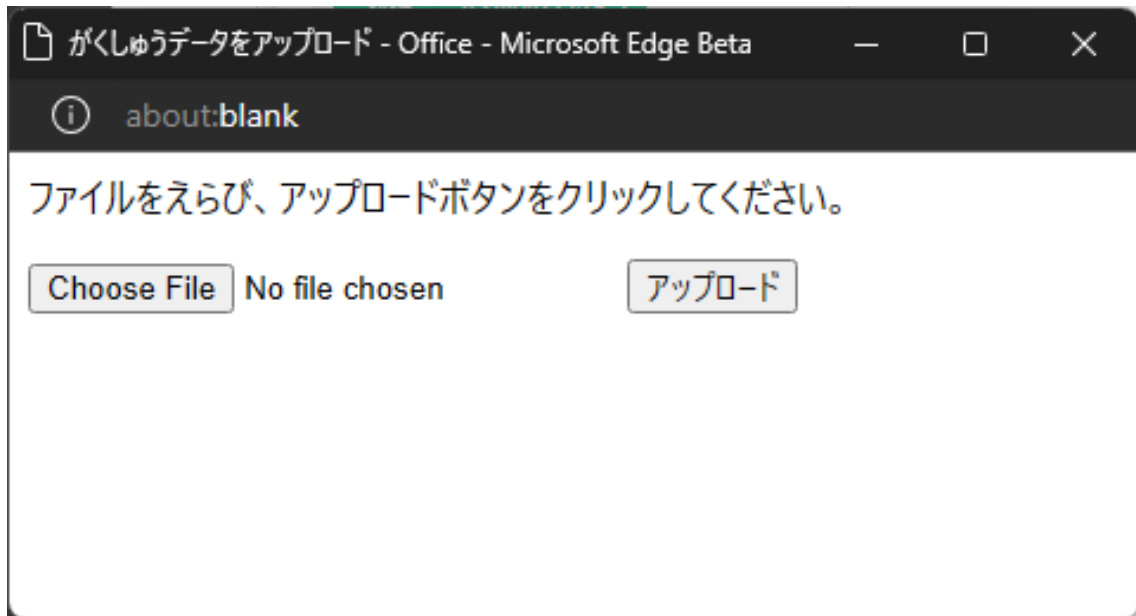 がくしゅうデータをアップロード - Office - Microsoft Edge Beta
about:blank
ファイルをえらび、アップロードボタンをクリックしてください。
Choose File No file chosen アップロード